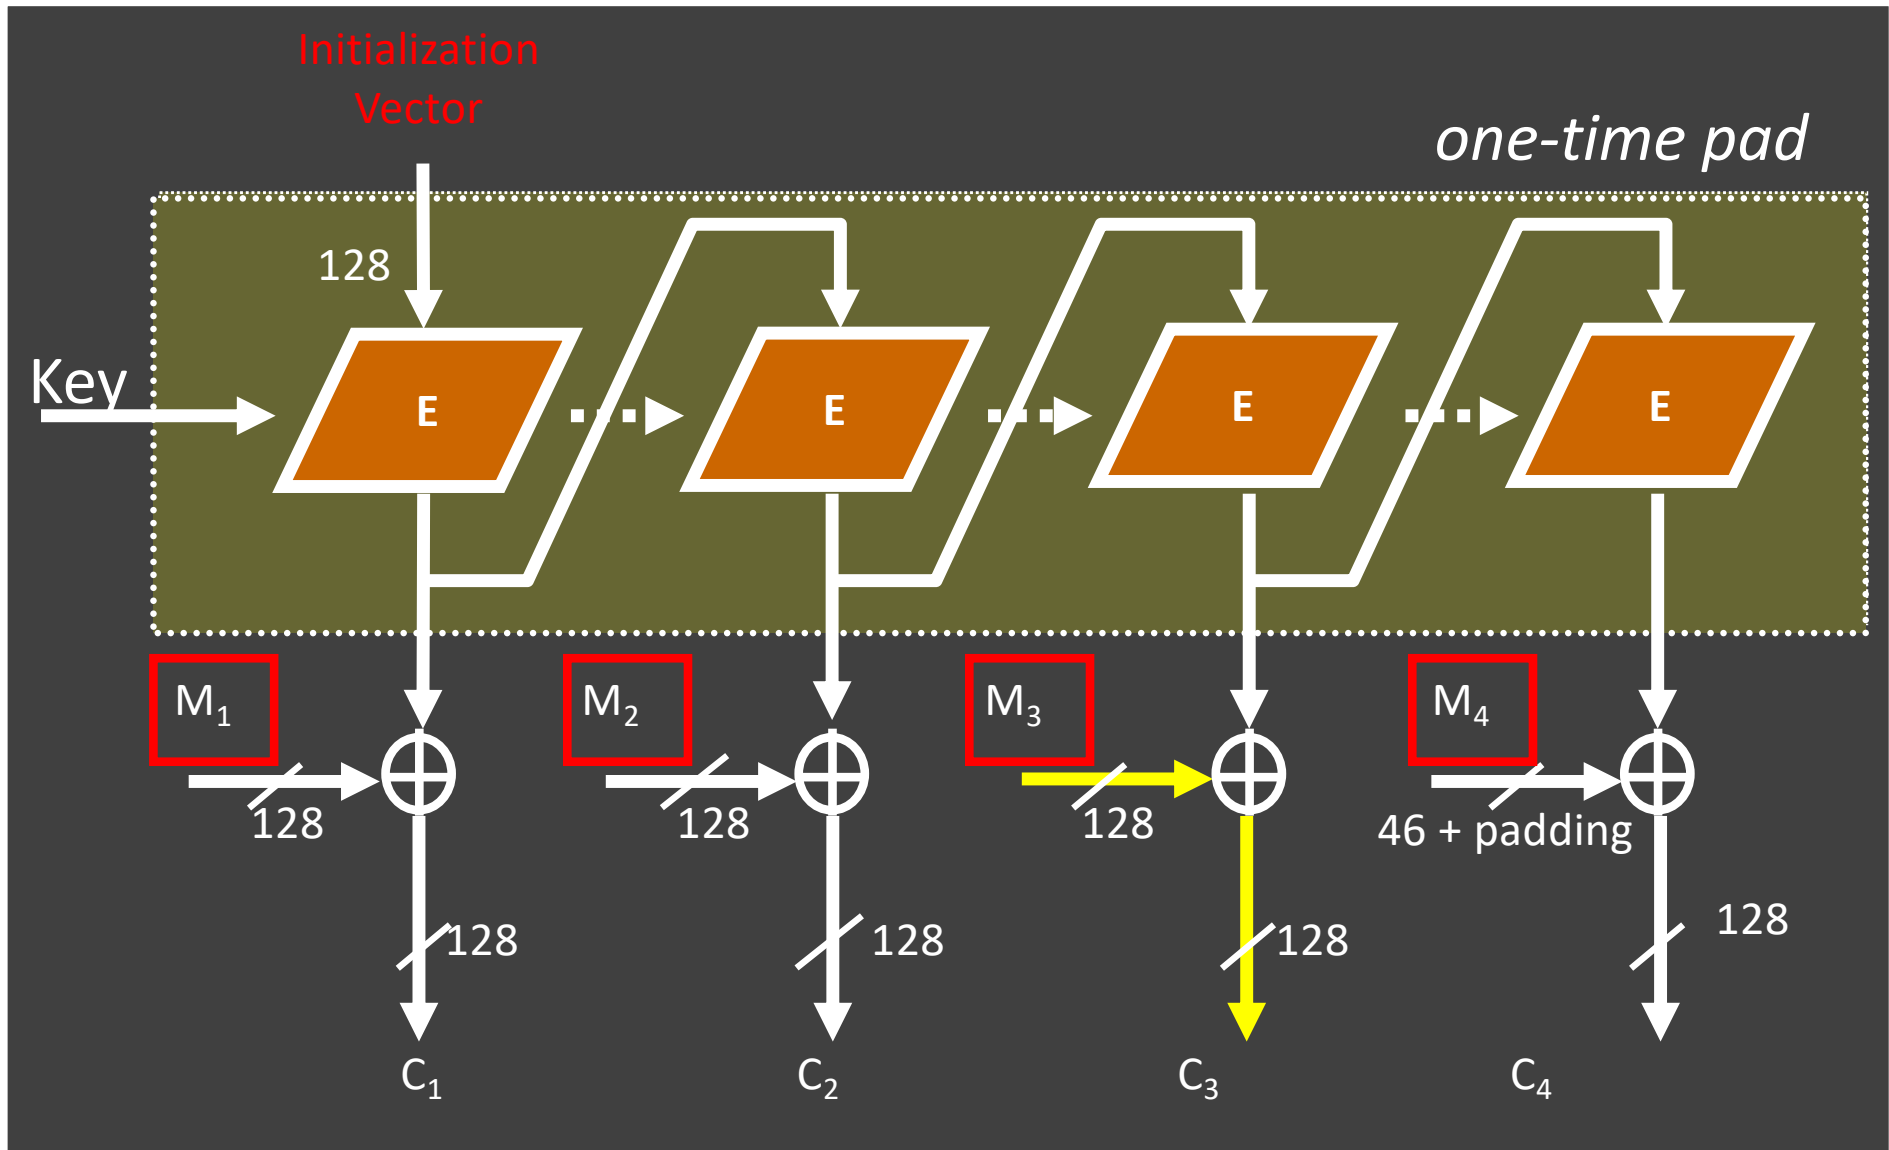 Initialization
Vector
one-time pad
128
Key
E
E
E
E
M₁
M₂
M₃
M₄
128
128
128
46 + padding
128
128
128
128
C₁
C₂
C₃
C₄